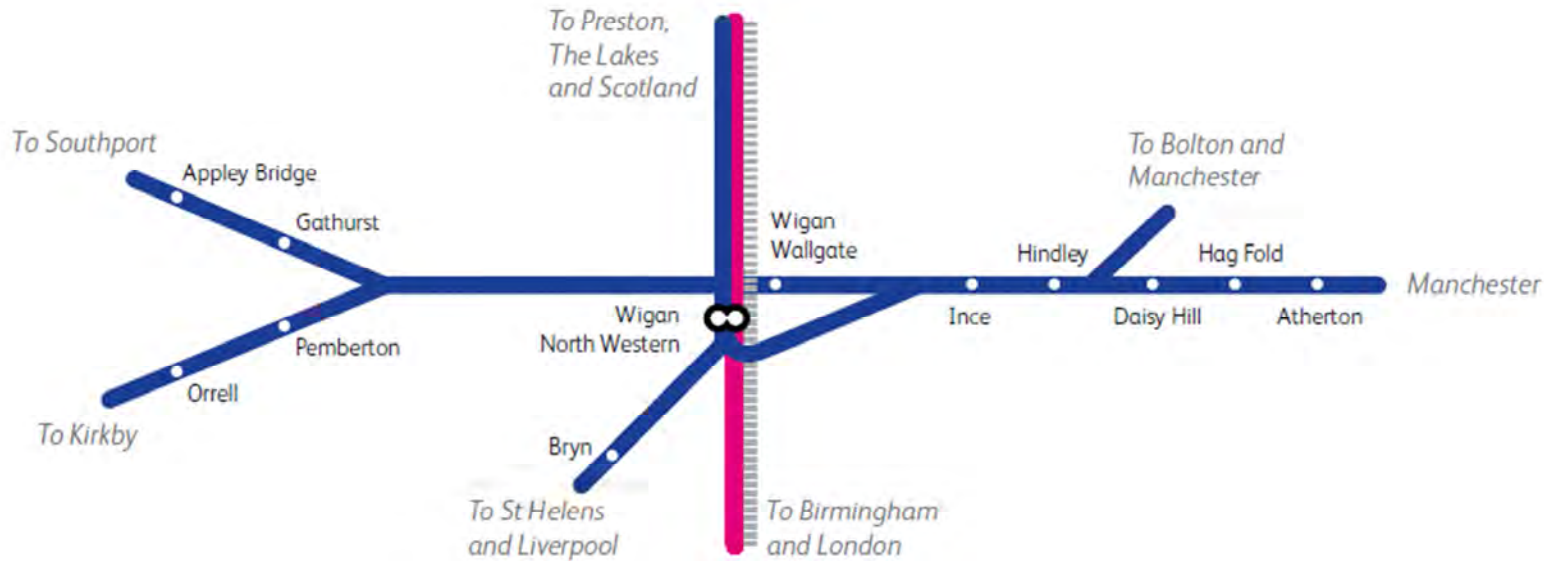 To Preston,
The Lakes
and Scotland
To Southport
Appley Bridge
Gathurst
To Bolton and
Manchester
Wigan
Wallgate
Hindley
Hag Fold
Manchester
Wigan
North Western
Ince
Daisy Hill
Atherton
Pemberton
Orrell
To Kirkby
Bryn
To St Helens
and Liverpool
To Birmingham
and London